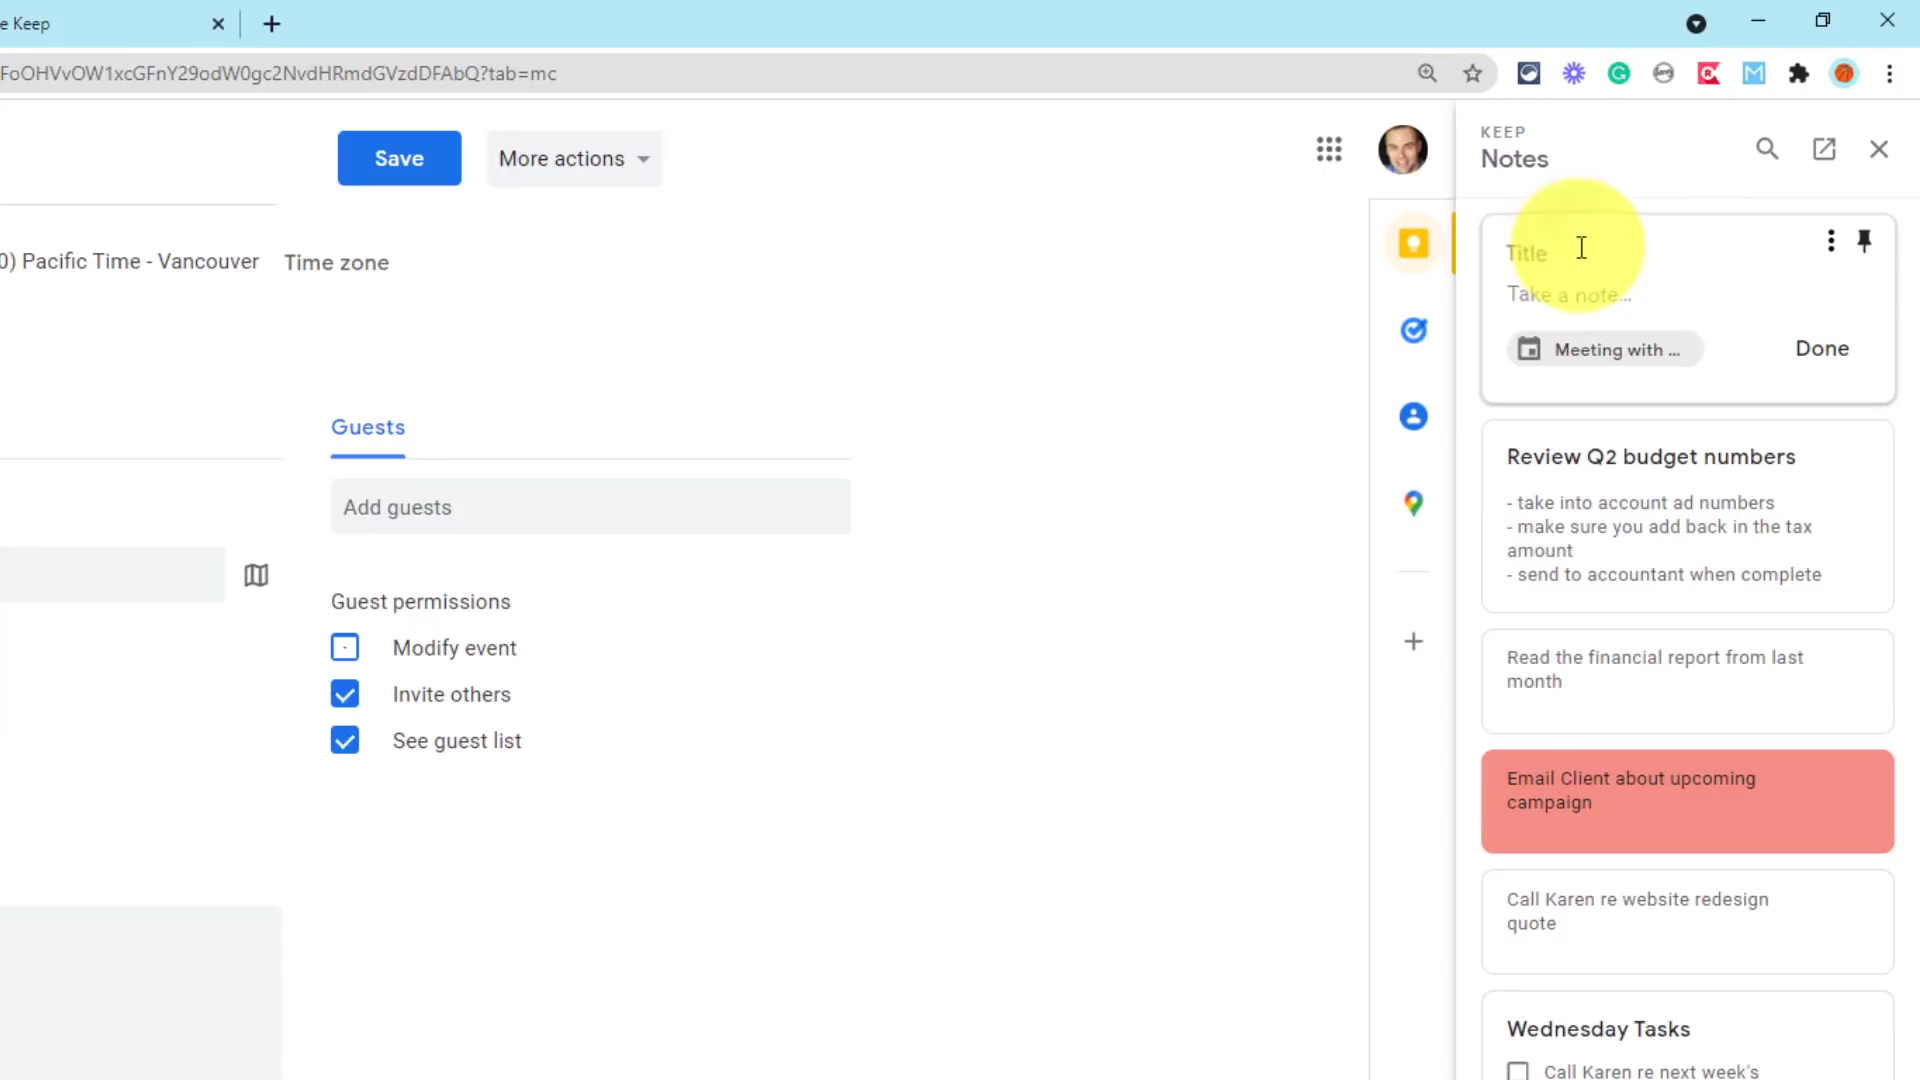 e Keep
FoOHVvOW1xcGFnY29odW0gc2NvdHRmdGVzdDFAbQ?tab=mc
Save
More actions
KEEP
Notes
0) Pacific Time - Vancouver
Time zone
Title
Take a note...
Meeting with ...
Done
Guests
Add guests
Guest permissions
Modify event
Invite others
See guest list
Review Q2 budget numbers
- take into account ad numbers
- make sure you add back in the tax
amount
- send to accountant when complete
Read the financial report from last
month
Email Client about upcoming
campaign
Call Karen re website redesign
quote
Wednesday Tasks
Call Karen re next week's